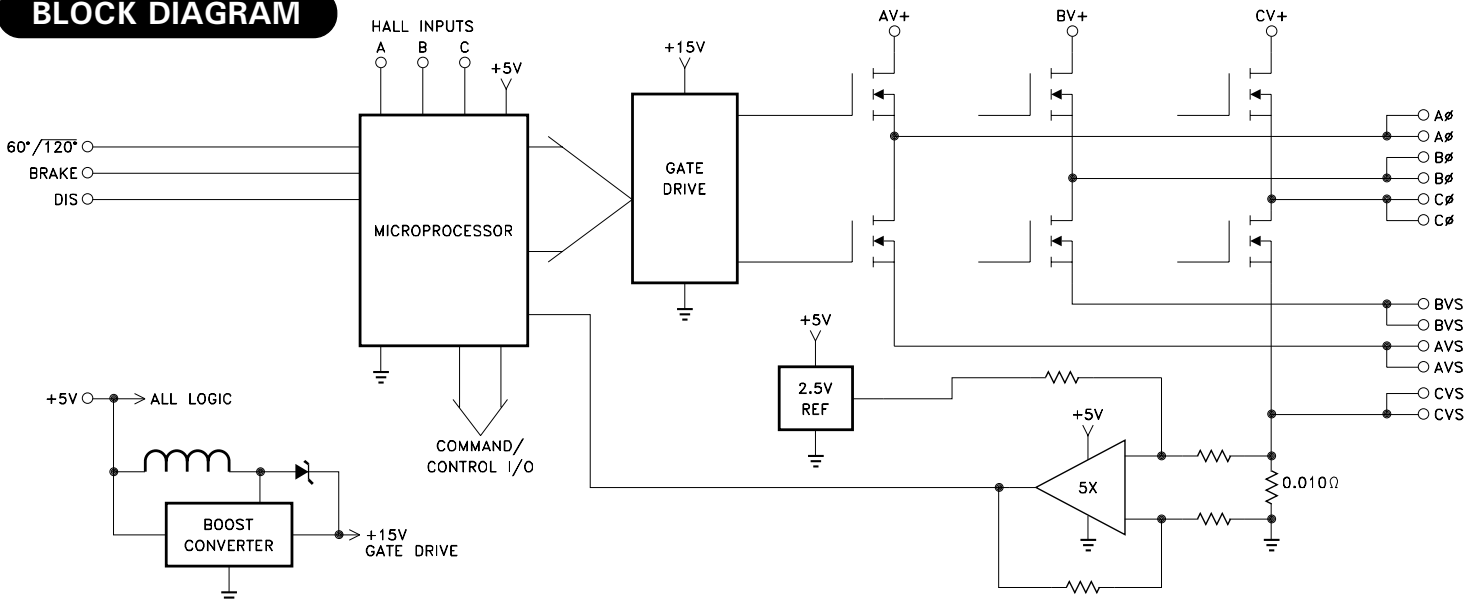 BLOCK DIAGRAM
HALL INPUTS
A B C
+5V
+15V
AV+
BV+
CV+
60°/120°
BRAKE
DIS
MICROPROCESSOR
GATE
DRIVE
AØ
AØ
BØ
BØ
CØ
CØ
BVS
BVS
AVS
AVS
CVS
CVS
+5V
2.5V
REF
+5V
5X
0.010Ω
COMMAND/
CONTROL I/O
+5V
ALL LOGIC
BOOST
CONVERTER
+15V
GATE DRIVE